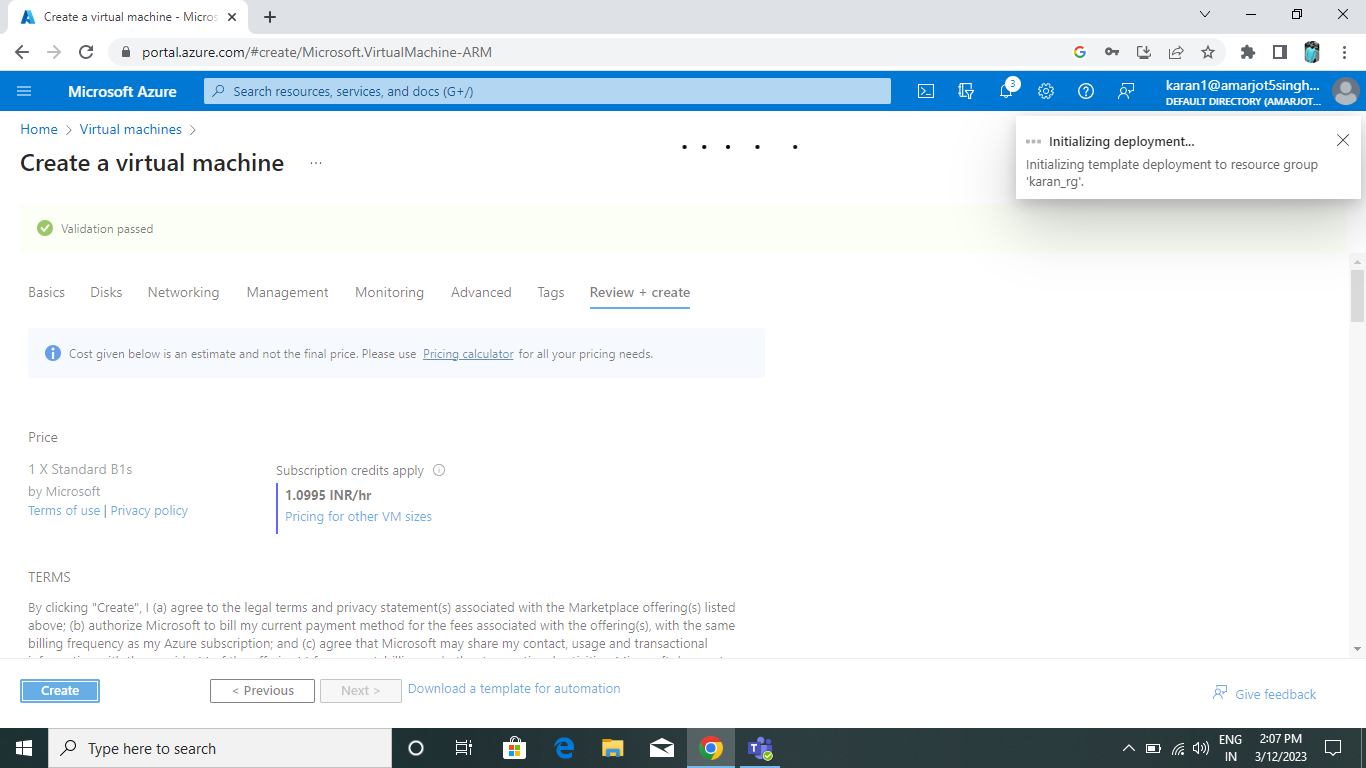 Create a virtual machine - Micros
portal.azure.com/#create/Microsoft.VirtualMachine-ARM
Microsoft Azure
Search resources, services, and docs (G+/)
3
karan1@amarjot5singh...
DEFAULT DIRECTORY (AMARJOT...
Home > Virtual machines >
Create a virtual machine ...
Initializing deployment...
Initializing template deployment to resource group
'karan_rg'.
Validation passed
Basics Disks Networking Management Monitoring Advanced Tags Review + create
Cost given below is an estimate and not the final price. Please use Pricing calculator for all your pricing needs.
Price
1 X Standard B1s
by Microsoft
Terms of use | Privacy policy
Subscription credits apply
1.0995 INR/hr
Pricing for other VM sizes
TERMS
By clicking "Create", I (a) agree to the legal terms and privacy statement(s) associated with the Marketplace offering(s) listed
above; (b) authorize Microsoft to bill my current payment method for the fees associated with the offering(s), with the same
billing frequency as my Azure subscription; and (c) agree that Microsoft may share my contact, usage and transactional
Create
< Previous
Next >
Download a template for automation
Give feedback
Type here to search
ENG
IN
2:07 PM
3/12/2023